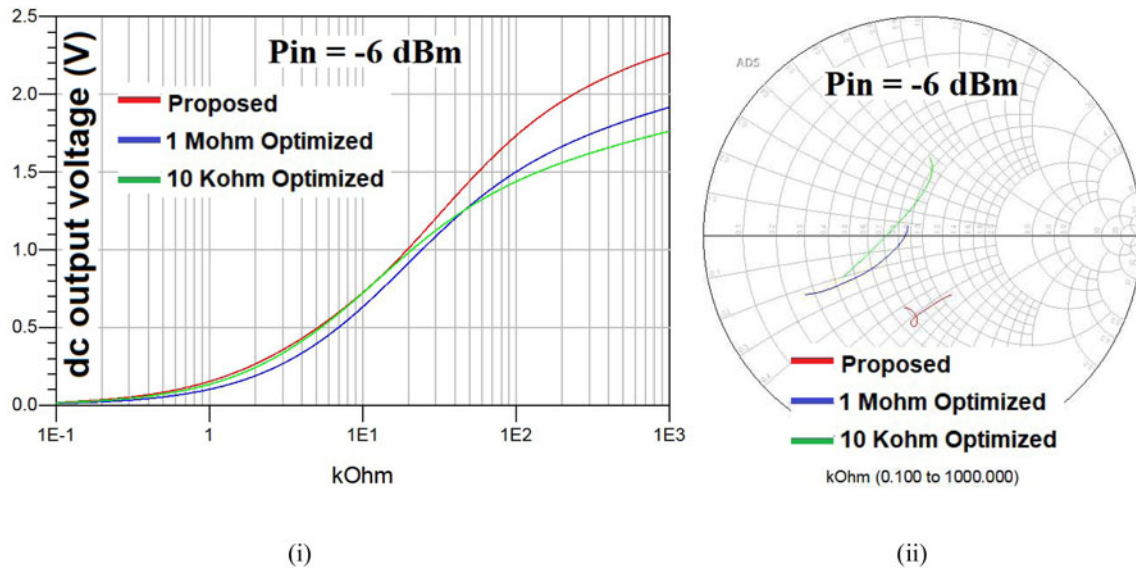 2.5
2.0
1.5
1.0
0.5
0.0
dc output voltage (V)
Pin = -6 dBm
Proposed
1 Mohm Optimized
10 Kohm Optimized
1E-1
1
1E1
1E2
1E3
kOhm
(i)
ADS
Pin = -6 dBm
Proposed
1 Mohm Optimized
10 Kohm Optimized
kOhm (0.100 to 1000.000)
(ii)